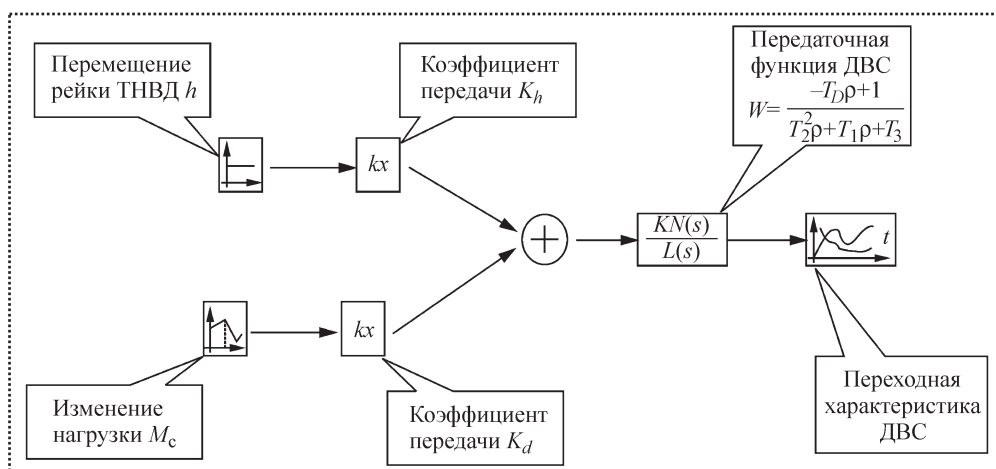 Перемещение
рейки ТНВД h
Коэффициент
передачи K_h
Передаточная
функция ДВС
W= –T_Dρ+1
T_2^2ρ+T_1ρ+T_3
kx
KN(s)
L(s)
t
kx
Изменение
нагрузки M_с
Коэффициент
передачи K_d
Переходная
характеристика
ДВС